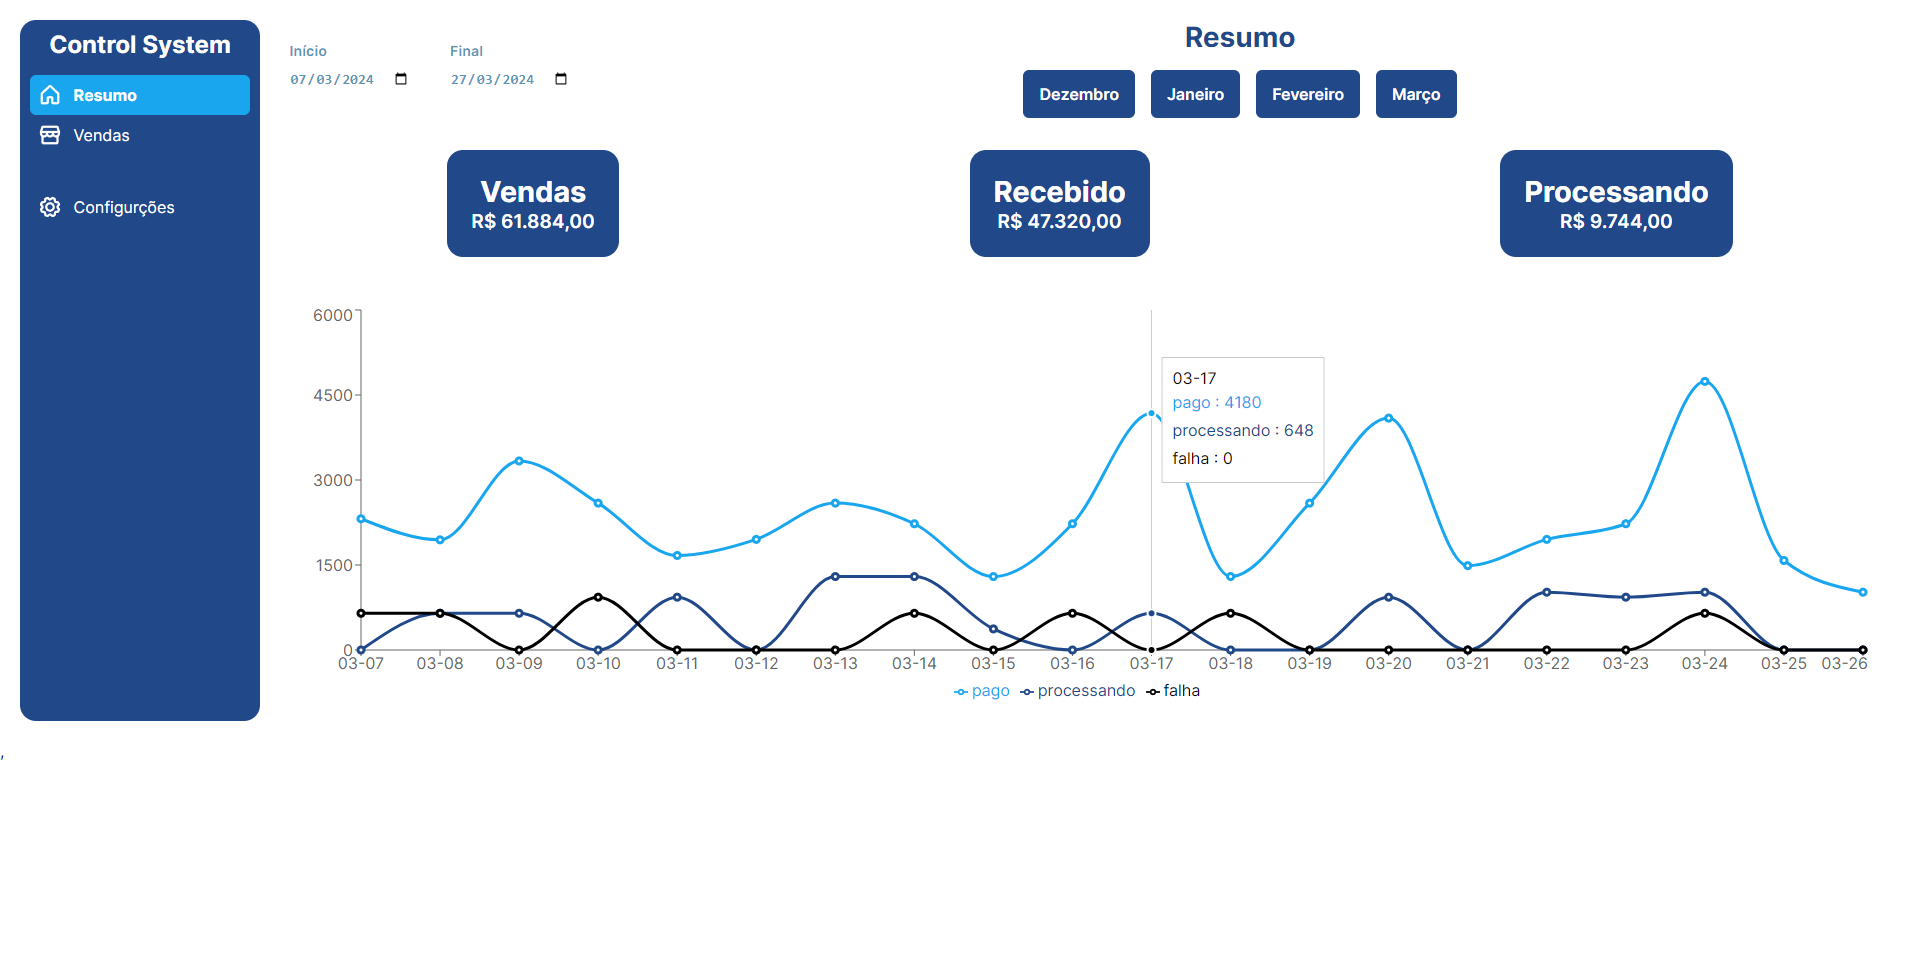 Control System
Resumo
Vendas
Configurções
Início
07/03/2024
Final
27/03/2024
Resumo
Dezembro
Janeiro
Fevereiro
Março
Vendas
R$ 61.884,00
Recebido
R$ 47.320,00
Processando
R$ 9.744,00
6000
4500
3000
1500
0
03-17
pago : 4180
processando : 648
falha : 0
03-07 03-08 03-09 03-10 03-11 03-12 03-13 03-14 03-15 03-16 03-17 03-18 03-19 03-20 03-21 03-22 03-23 03-24 03-25 03-26
pago processando falha
,